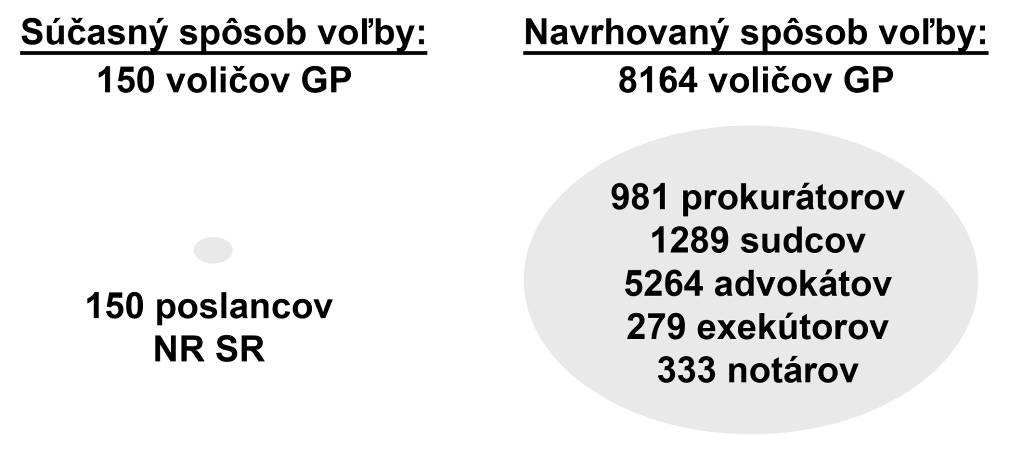 Súčasný spôsob voľby:
150 voličov GP
150 poslancov
NR SR
Navrhovaný spôsob voľby:
8164 voličov GP
981 prokurátorov
1289 sudcov
5264 advokátov
279 exekútorov
333 notárov